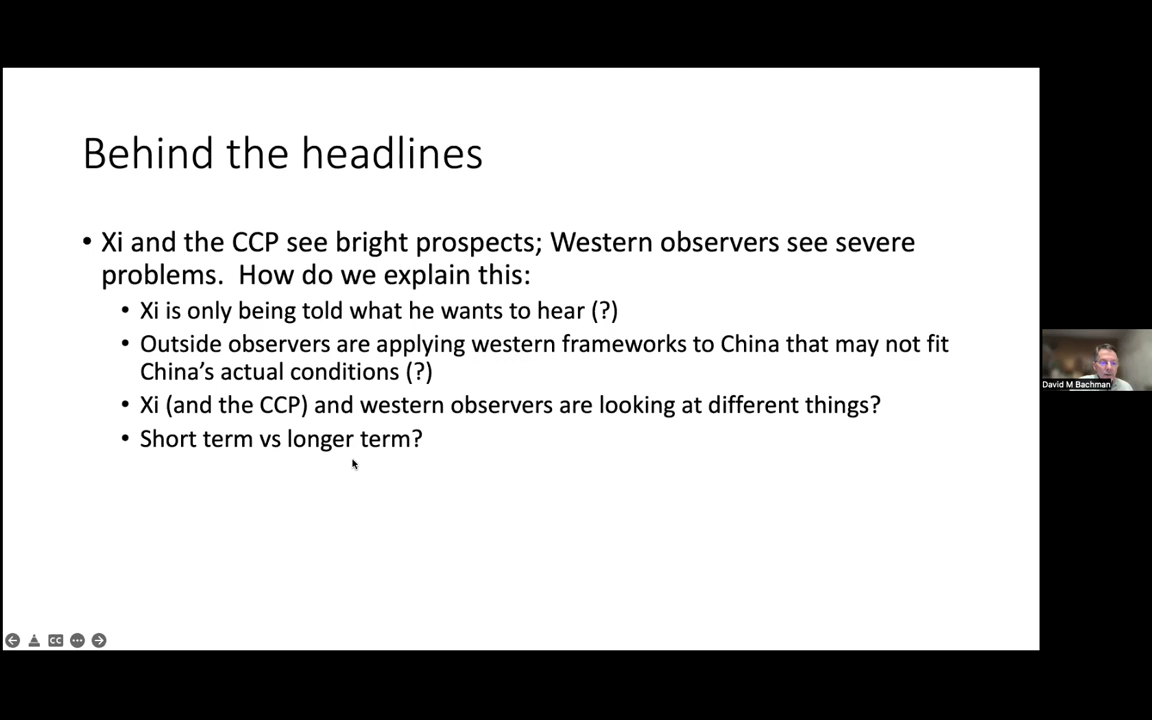 Behind the headlines
• Xi and the CCP see bright prospects; Western observers see severe
problems.  How do we explain this:
• Xi is only being told what he wants to hear (?)
• Outside observers are applying western frameworks to China that may not fit
China’s actual conditions (?)
• Xi (and the CCP) and western observers are looking at different things?
• Short term vs longer term?
David M Bachman
CC